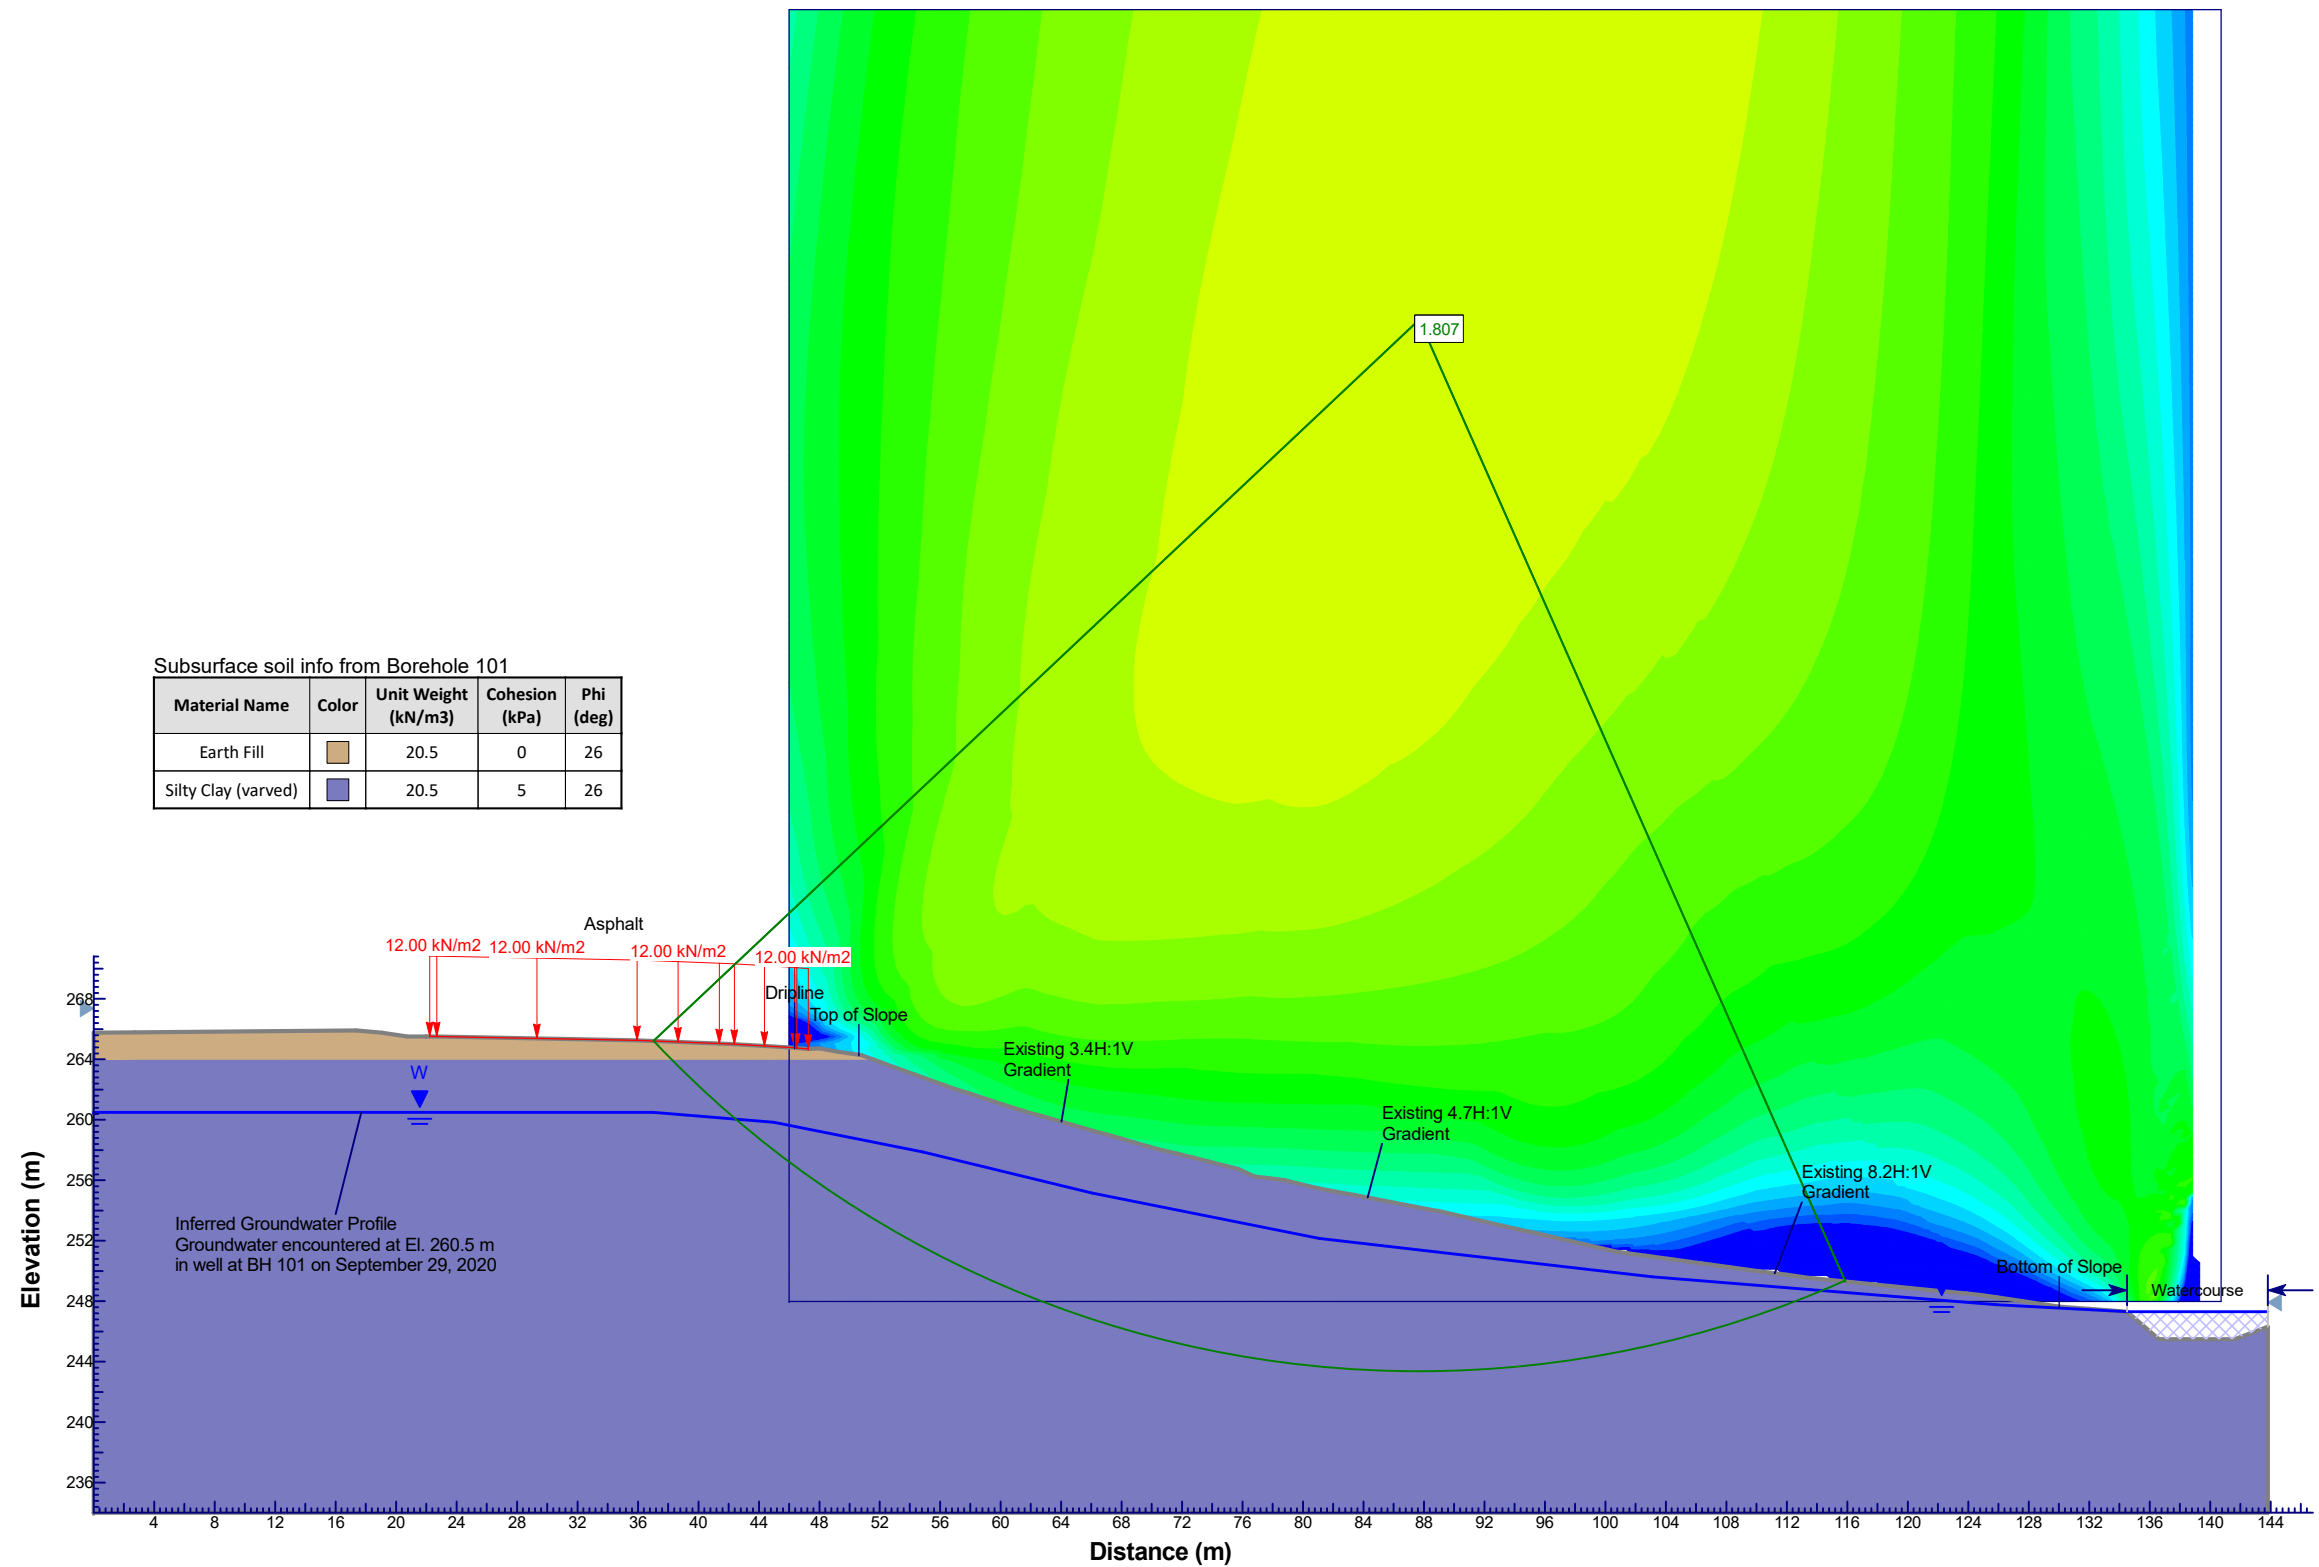 1.807
Subsurface soil info from Borehole 101
Material Name Color Unit Weight (kN/m3) Cohesion (kPa) Phi (deg)
Earth Fill 20.5 0 26
Silty Clay (varved) 20.5 5 26
Asphalt
12.00 kN/m2 12.00 kN/m2 12.00 kN/m2 12.00 kN/m2
Dripline
Top of Slope
Existing 3.4H:1V
Gradient
Existing 4.7H:1V
Gradient
Existing 8.2H:1V
Gradient
W
Inferred Groundwater Profile
Groundwater encountered at El. 260.5 m
in well at BH 101 on September 29, 2020
Bottom of Slope
Watercourse
Elevation (m)
268
264
260
256
252
248
244
240
236
4 8 12 16 20 24 28 32 36 40 44 48 52 56 60 64 68 72 76 80 84 88 92 96 100 104 108 112 116 120 124 128 132 136 140 144
Distance (m)